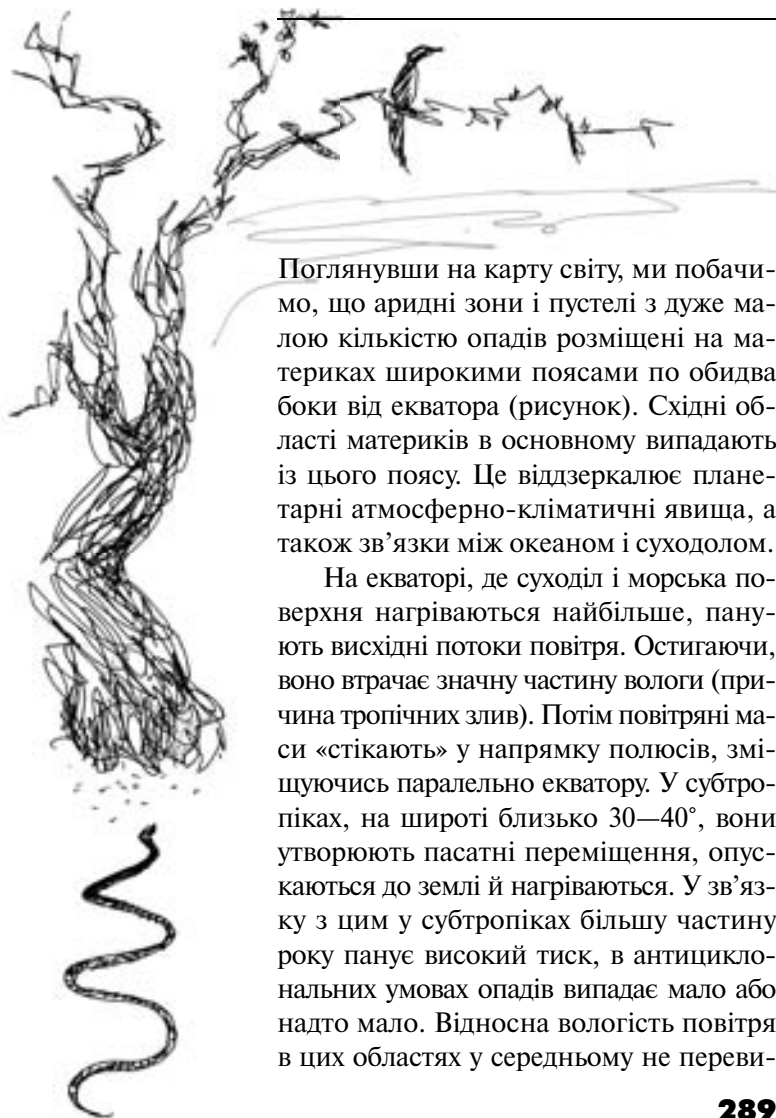 Поглянувши на карту світу, ми побачи-
мо, що аридні зони і пустелі з дуже ма-
лою кількістю опадів розміщені на ма-
териках широкими поясами по обидва
боки від екватора (рисунок). Східні об-
ласті материків в основному випадають
із цього поясу. Це віддзеркалює плане-
тарні атмосферно-кліматичні явища, а
також зв’язки між океаном і суходолом.
На екваторі, де суходіл і морська по-
верхня нагріваються найбільше, пану-
ють висхідні потоки повітря. Остигаючи,
воно втрачає значну частину вологи (при-
чина тропічних злив). Потім повітряні ма-
си «стікають» у напрямку полюсів, змі-
щуючись паралельно екватору. У субтро-
піках, на широті близько 30—40°, вони
утворюють пасатні переміщення, опус-
каються до землі й нагріваються. У зв’яз-
ку з цим у субтропіках більшу частину
року панує високий тиск, в антицикло-
нальних умовах опадів випадає мало або
надто мало. Відносна вологість повітря
в цих областях у середньому не переви-
289